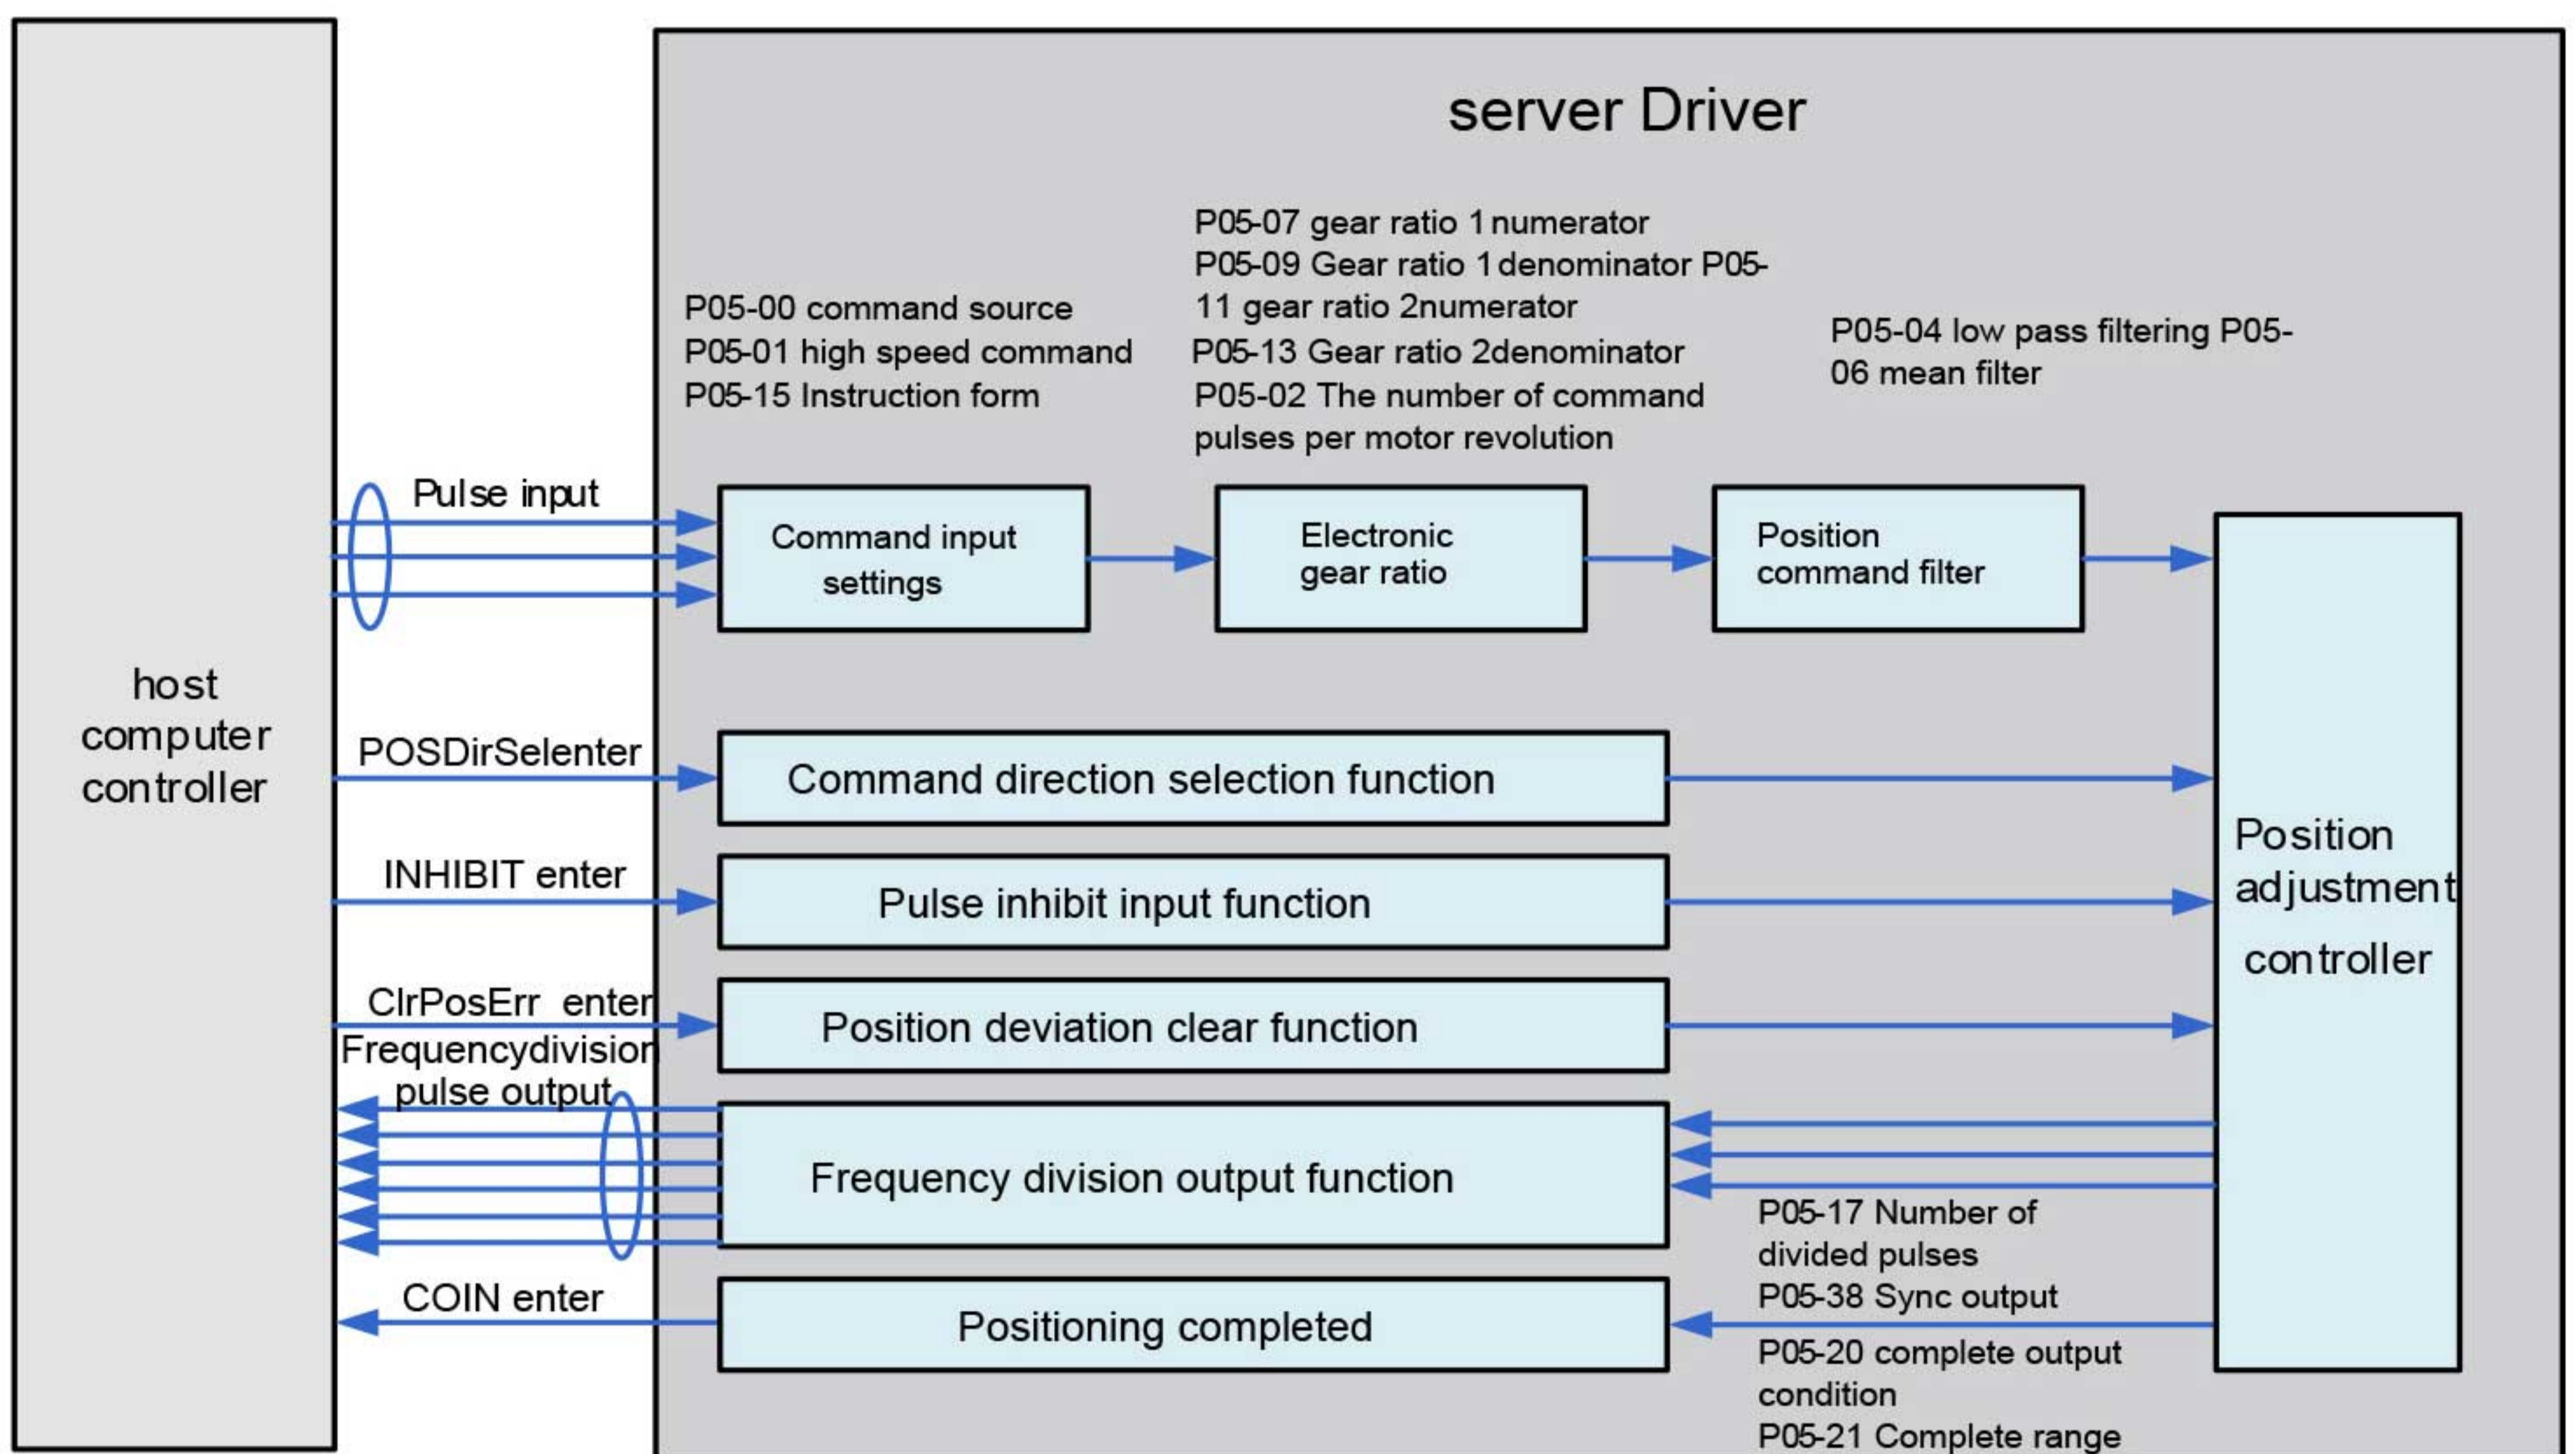 server Driver
P05-07 gear ratio 1 numerator
P05-09 Gear ratio 1 denominator P05-
11 gear ratio 2numerator
P05-13 Gear ratio 2denominator
P05-02 The number of command
pulses per motor revolution
P05-00 command source
P05-01 high speed command
P05-15 Instruction form
P05-04 low pass filtering P05-
06 mean filter
Pulse input
Command input
settings
Electronic
gear ratio
Position
command filter
host
computer
controller
POSDirSelenter
Command direction selection function
INHIBIT enter
Pulse inhibit input function
Position
adjustment
controller
ClrPosErr enter
Position deviation clear function
Frequencydivision
pulse output
Frequency division output function
P05-17 Number of
divided pulses
P05-38 Sync output
COIN enter
Positioning completed
P05-20 complete output
condition
P05-21 Complete range